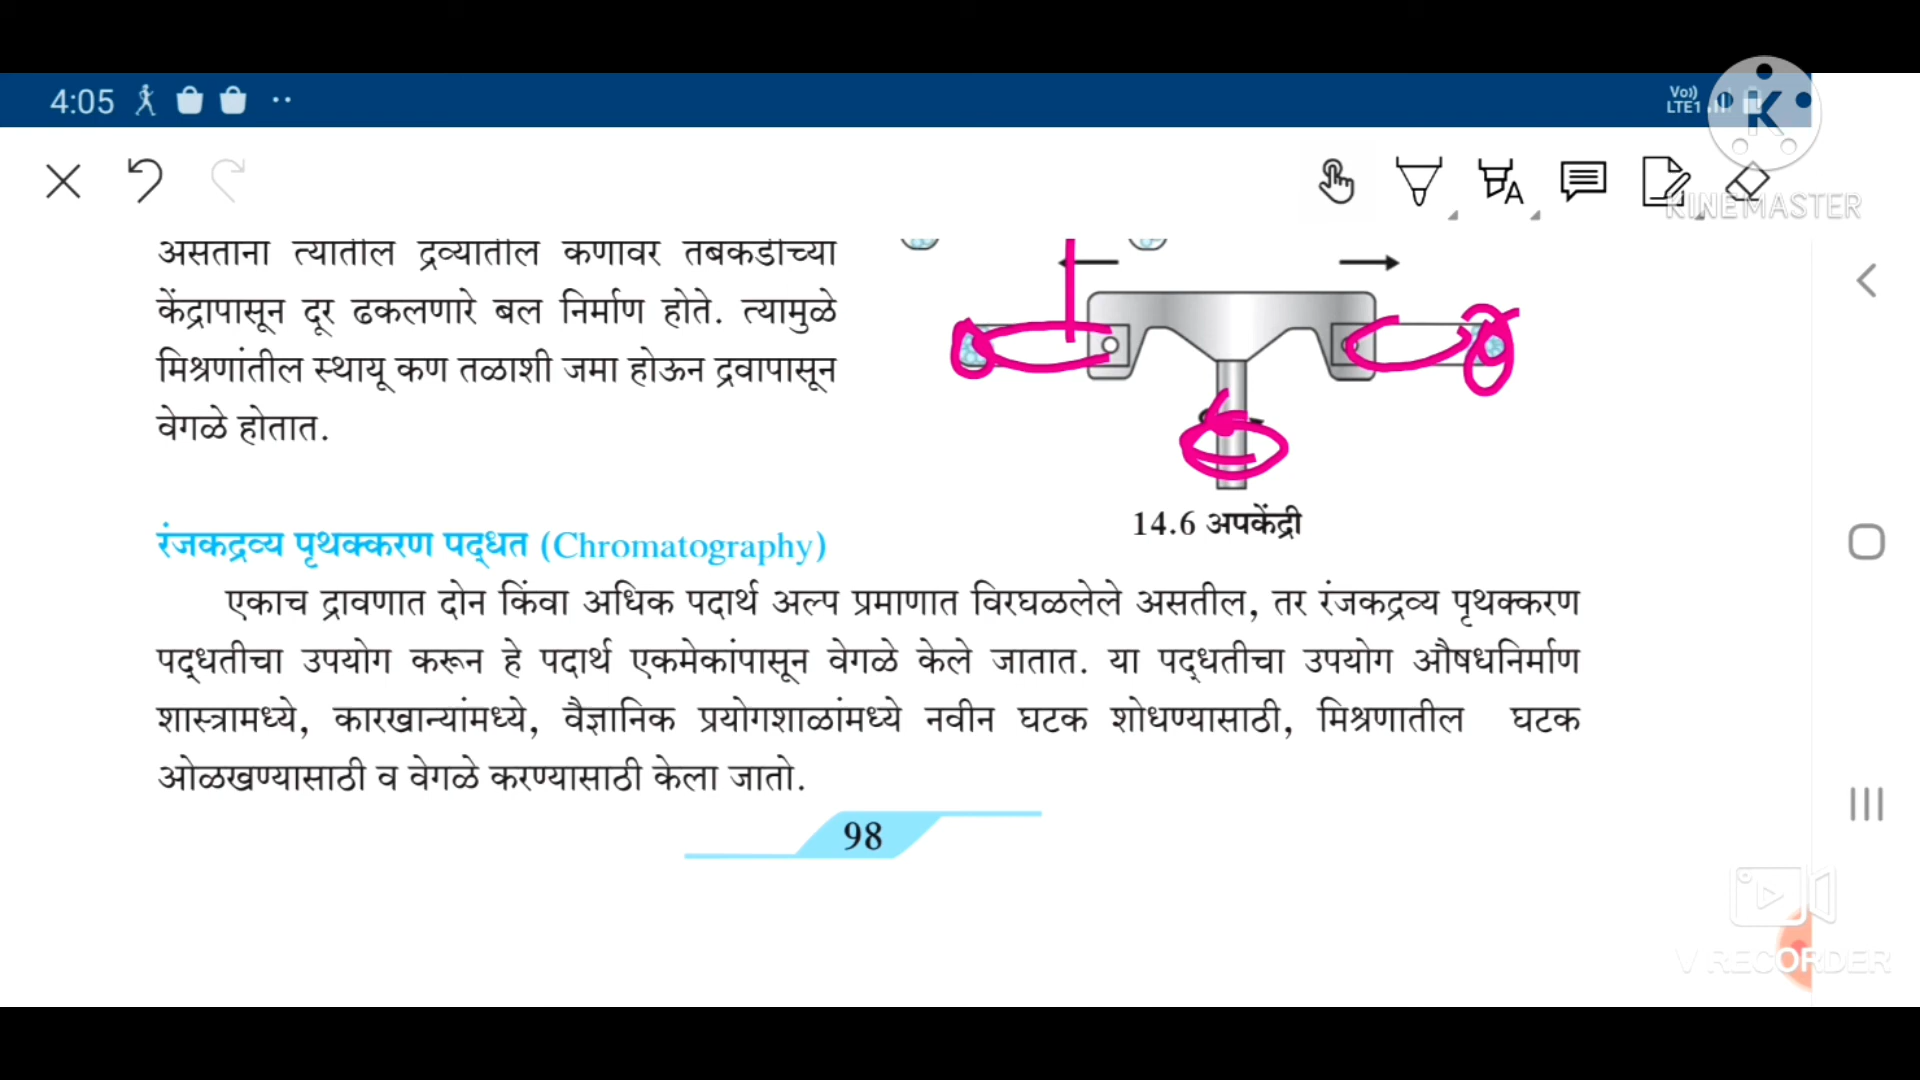 4:05
Vo))
LTE1
KINEMASTER
असताना त्यातील द्रव्यातील कणावर तबकडीच्या
केंद्रापासून दूर ढकलणारे बल निर्माण होते. त्यामुळे
मिश्रणांतील स्थायू कण तळाशी जमा होऊन द्रवापासून
वेगळे होतात.
14.6 अपकेंद्री
रंजकद्रव्य पृथक्करण पद्धत (Chromatography)
एकाच द्रावणात दोन किंवा अधिक पदार्थ अल्प प्रमाणात विरघळलेले असतील, तर रंजकद्रव्य पृथक्करण
पद्धतीचा उपयोग करून हे पदार्थ एकमेकांपासून वेगळे केले जातात. या पद्धतीचा उपयोग औषधनिर्माण
शास्त्रामध्ये, कारखान्यांमध्ये, वैज्ञानिक प्रयोगशाळांमध्ये नवीन घटक शोधण्यासाठी, मिश्रणातील घटक
ओळखण्यासाठी व वेगळे करण्यासाठी केला जातो.
98
V RECORDER